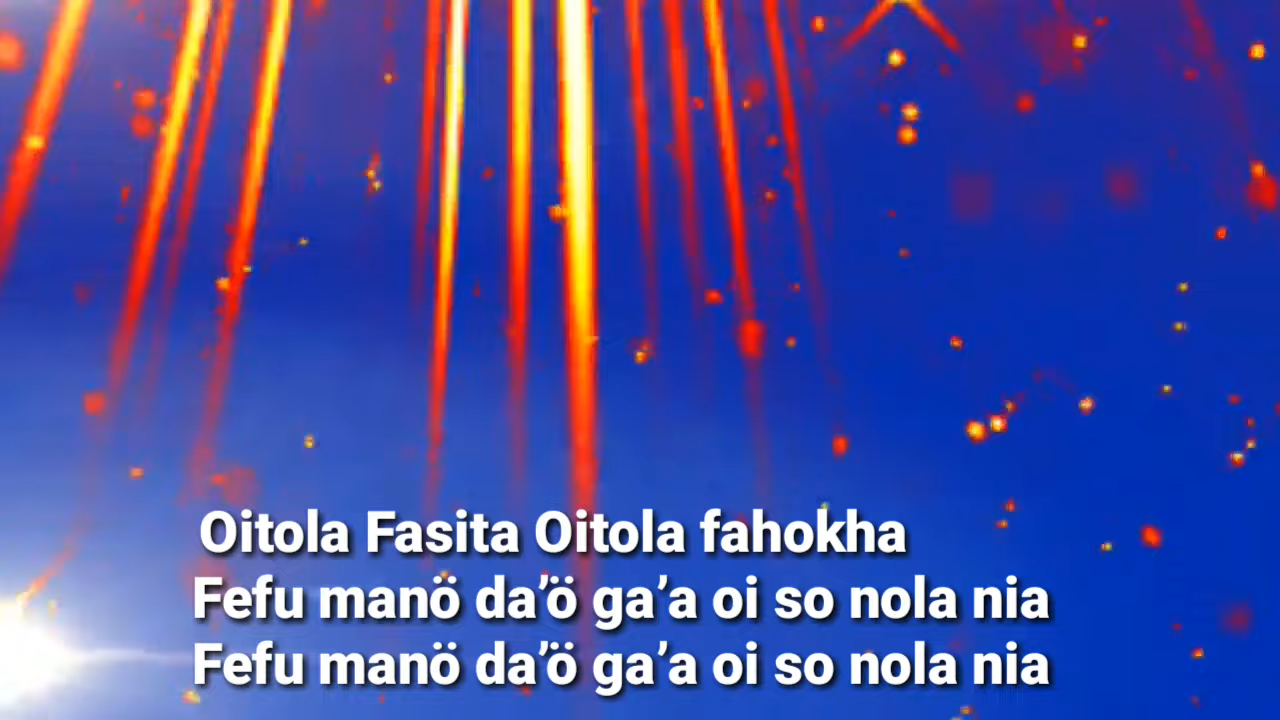 Oitola Fasita Oitola fahokha
Fefu manö da’ö ga’a oi so nola nia
Fefu manö da’ö ga’a oi so nola nia